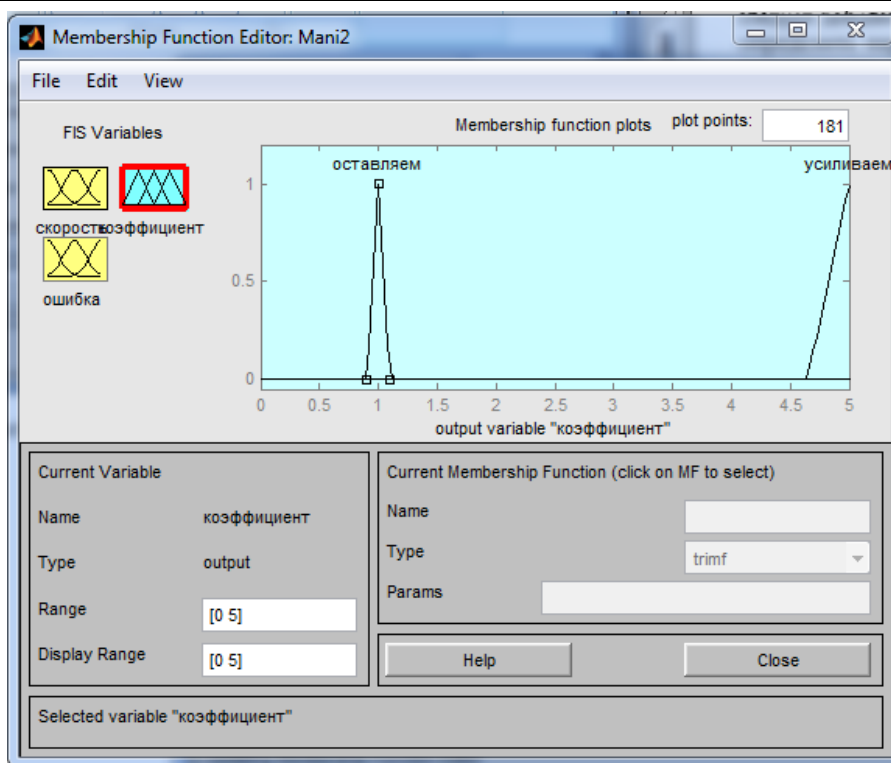 Membership Function Editor: Mani2
File Edit View
FIS Variables
Membership function plots plot points: 181
оставляем
усиливаем
1
0.5
0
0 0.5 1 1.5 2 2.5 3 3.5 4 4.5 5
output variable "коэффициент"
скорость
коэффициент
ошибка
Current Variable
Name коэффициент
Type output
Range [0 5]
Display Range [0 5]
Current Membership Function (click on MF to select)
Name
Type trimf
Params
Help Close
Selected variable "коэффициент"